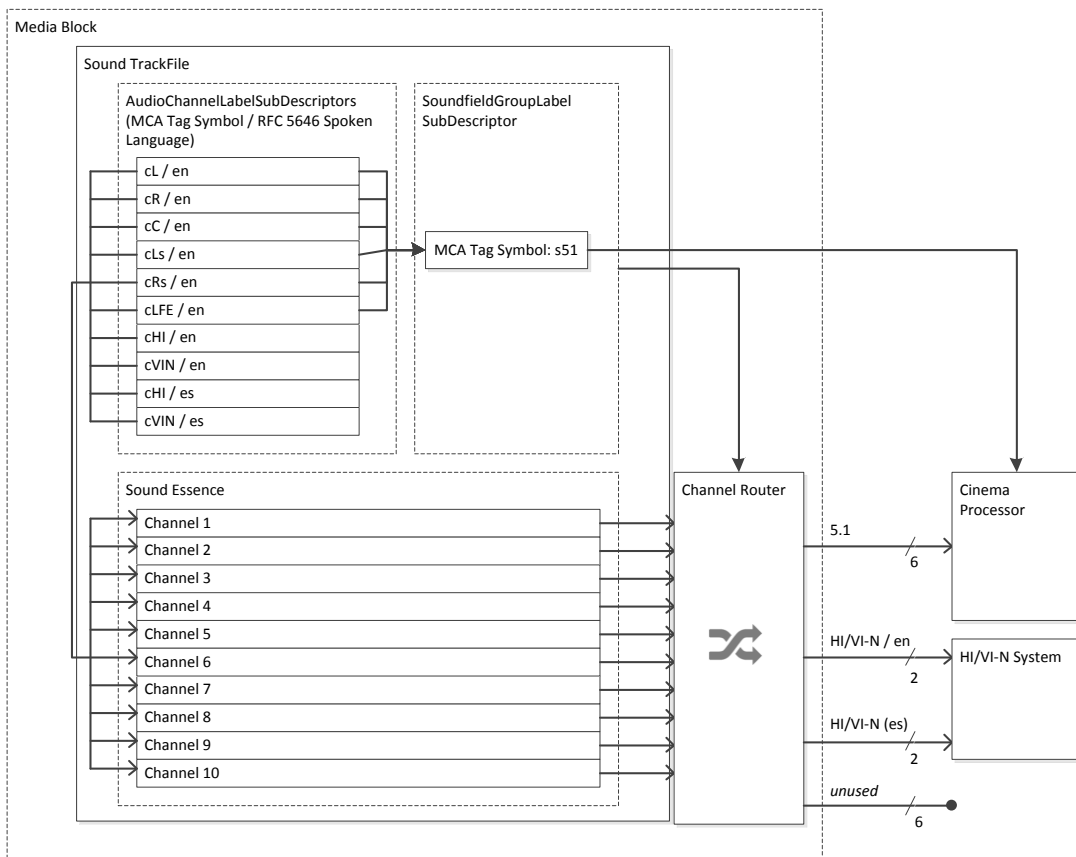 Media Block
Sound TrackFile
AudioChannelLabelSubDescriptors
(MCA Tag Symbol / RFC 5646 Spoken
Language)
cL / en
cR / en
cC / en
cLs / en
cRs / en
cLFE / en
cHI / en
cVIN / en
cHI / es
cVIN / es
SoundfieldGroupLabel
SubDescriptor
MCA Tag Symbol: s51
Sound Essence
Channel 1
Channel 2
Channel 3
Channel 4
Channel 5
Channel 6
Channel 7
Channel 8
Channel 9
Channel 10
Channel Router
5.1
6
HI/VI-N / en
2
HI/VI-N (es)
2
unused
6
Cinema
Processor
HI/VI-N System